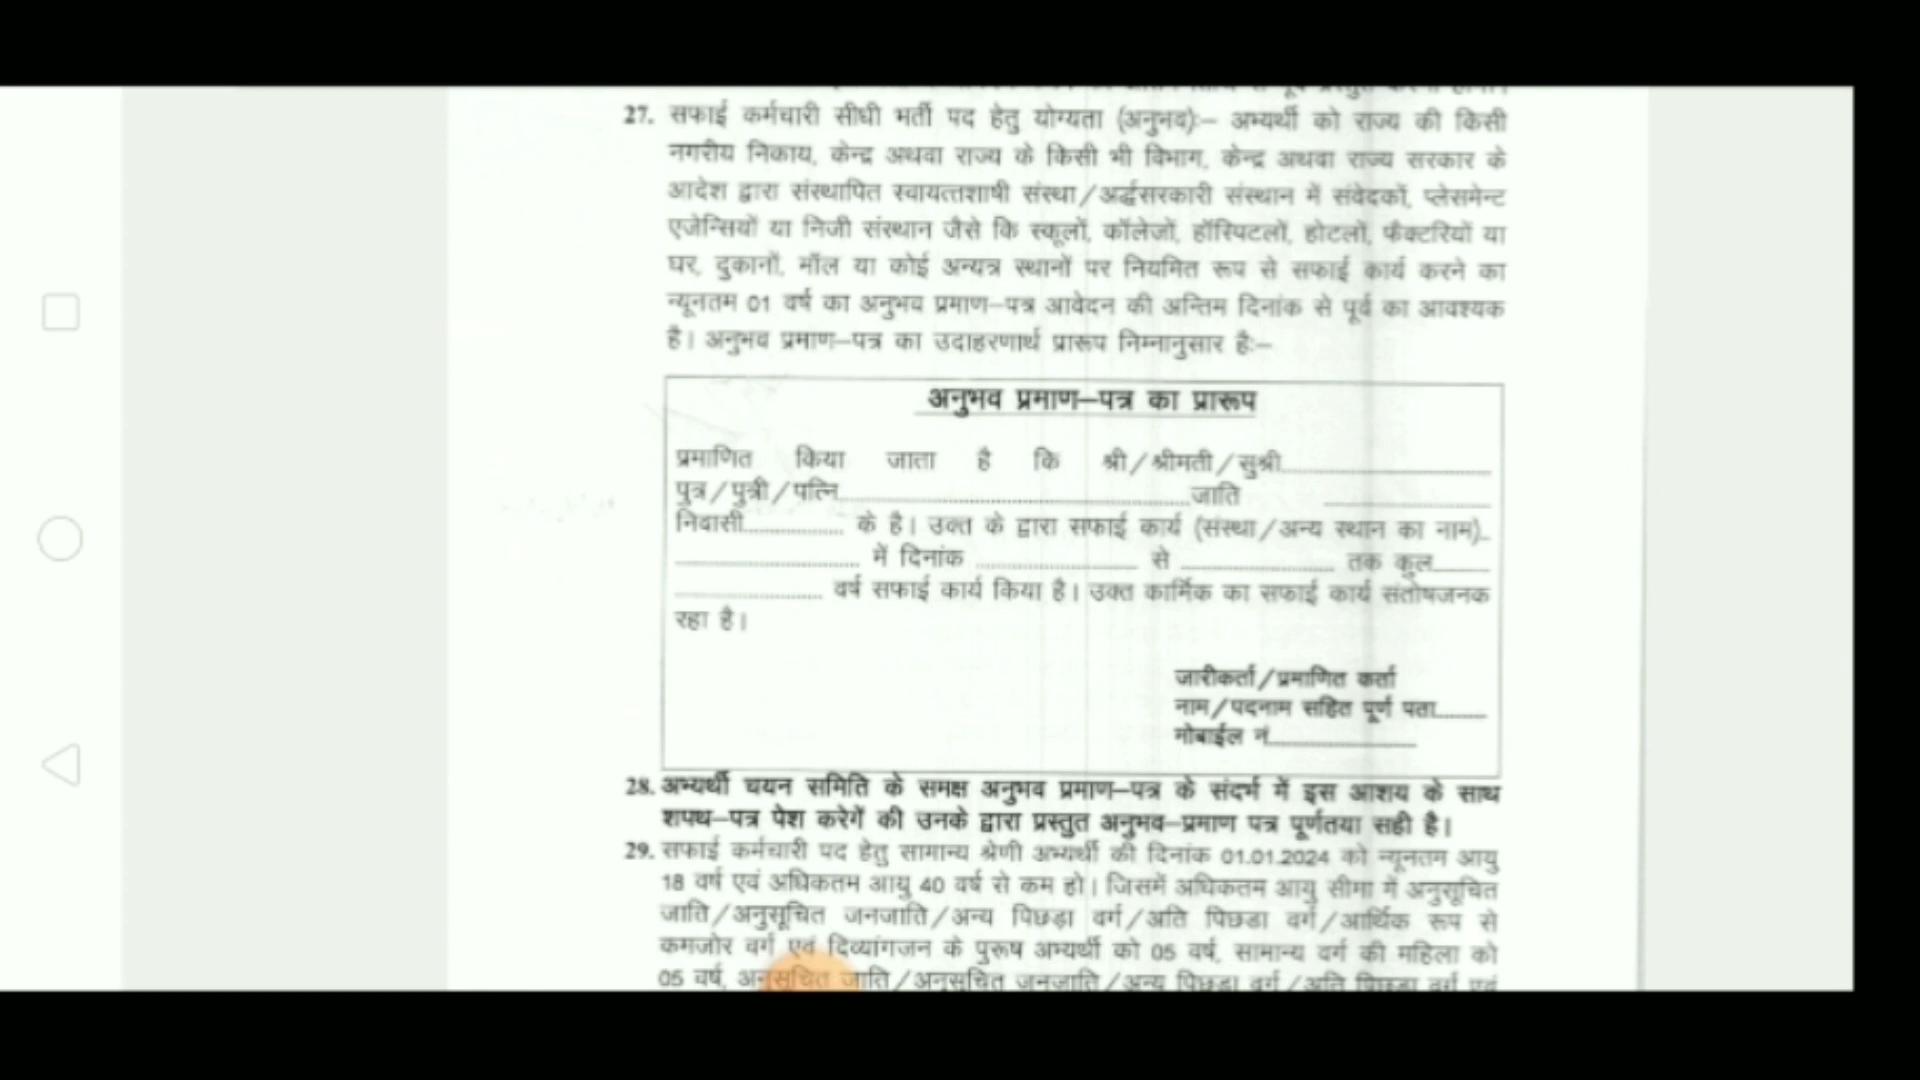 27. सफाई कर्मचारी सीधी भर्ती पद हेतु योग्यता (अनुभव):– अभ्यर्थी को राज्य की किसी
नगरीय निकाय, केन्द्र अथवा राज्य के किसी भी विभाग, केन्द्र अथवा राज्य सरकार के
आदेश द्वारा संस्थापित स्वायत्तशाषी संस्था/अर्द्धसरकारी संस्थान में संवेदकों, प्लेसमेन्ट
एजेन्सियों या निजी संस्थान जैसे कि स्कूलों, कॉलेजों, हॉस्पिटलों, होटलों, फैक्टरियों या
घर, दुकानों, मॉल या कोई अन्यत्र स्थानों पर नियमित रूप से सफाई कार्य करने का
न्यूनतम 01 वर्ष का अनुभव प्रमाण–पत्र आवेदन की अन्तिम दिनांक से पूर्व का आवश्यक
है। अनुभव प्रमाण–पत्र का उदाहरणार्थ प्रारूप निम्नानुसार है:–
अनुभव प्रमाण–पत्र का प्रारूप
प्रमाणित किया जाता है कि श्री/श्रीमती/सुश्री
पुत्र/पुत्री/पत्नि जाति
निवासी के है। उक्त के द्वारा सफाई कार्य (संस्था/अन्य स्थान का नाम)
में दिनांक से तक कुल
वर्ष सफाई कार्य किया है। उक्त कार्मिक का सफाई कार्य संतोषजनक
रहा है।
जारीकर्ता/प्रमाणित कर्ता
नाम/पदनाम सहित पूर्ण पता
मोबाईल नं
28. अभ्यर्थी चयन समिति के समक्ष अनुभव प्रमाण–पत्र के संदर्भ में इस आशय के साथ
शपथ–पत्र पेश करेगें की उनके द्वारा प्रस्तुत अनुभव–प्रमाण पत्र पूर्णतया सही है।
29. सफाई कर्मचारी पद हेतु सामान्य श्रेणी अभ्यर्थी की दिनांक 01.01.2024 को न्यूनतम आयु
18 वर्ष एवं अधिकतम आयु 40 वर्ष से कम हो। जिसमें अधिकतम आयु सीमा में अनुसूचित
जाति/अनुसूचित जनजाति/अन्य पिछड़ा वर्ग/अति पिछडा वर्ग/आर्थिक रूप से
कमजोर वर्ग एवं दिव्यांगजन के पुरूष अभ्यर्थी को 05 वर्ष, सामान्य वर्ग की महिला को
05 वर्ष, अनुसूचित जाति/अनुसूचित जनजाति/अन्य पिछडा वर्ग/अति पिछडा वर्ग एवं